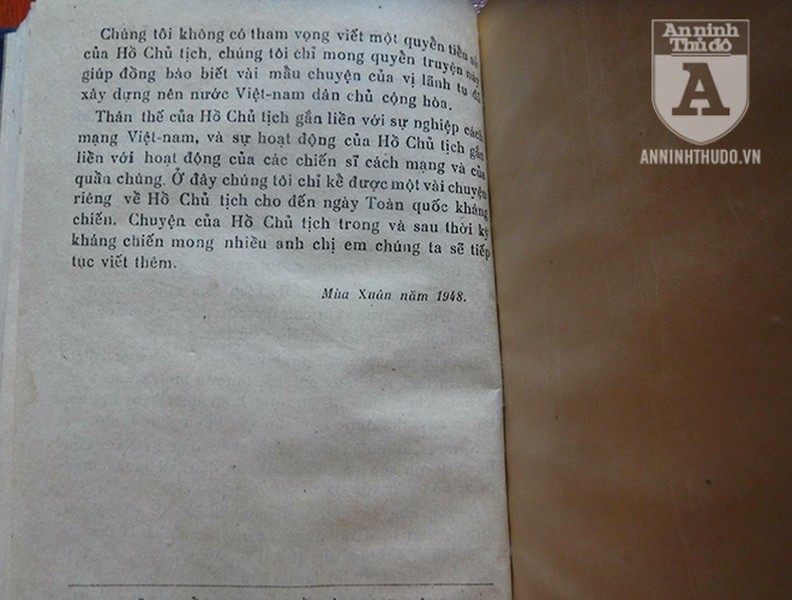 Chúng tôi không có tham vọng viết một quyển tiểu sử
của Hồ Chủ tịch, chúng tôi chỉ mong quyển truyện này
giúp đồng bào biết vài mẩu chuyện của vị lãnh tụ đã
xây dựng nên nước Việt-nam dân chủ cộng hòa.
Thân thế của Hồ Chủ tịch gắn liền với sự nghiệp cách
mạng Việt-nam, và sự hoạt động của Hồ Chủ tịch gắn
liền với hoạt động của các chiến sĩ cách mạng và của
quần chúng. Ở đây chúng tôi chỉ kể được một vài chuyện
riêng về Hồ Chủ tịch cho đến ngày Toàn quốc kháng
chiến. Chuyện của Hồ Chủ tịch trong và sau thời kỳ
kháng chiến mong nhiều anh chị em chúng ta sẽ tiếp
tục viết thêm.
Mùa Xuân năm 1948.
An ninh
Thủ đô
A
ANNINHTHUDO.VN